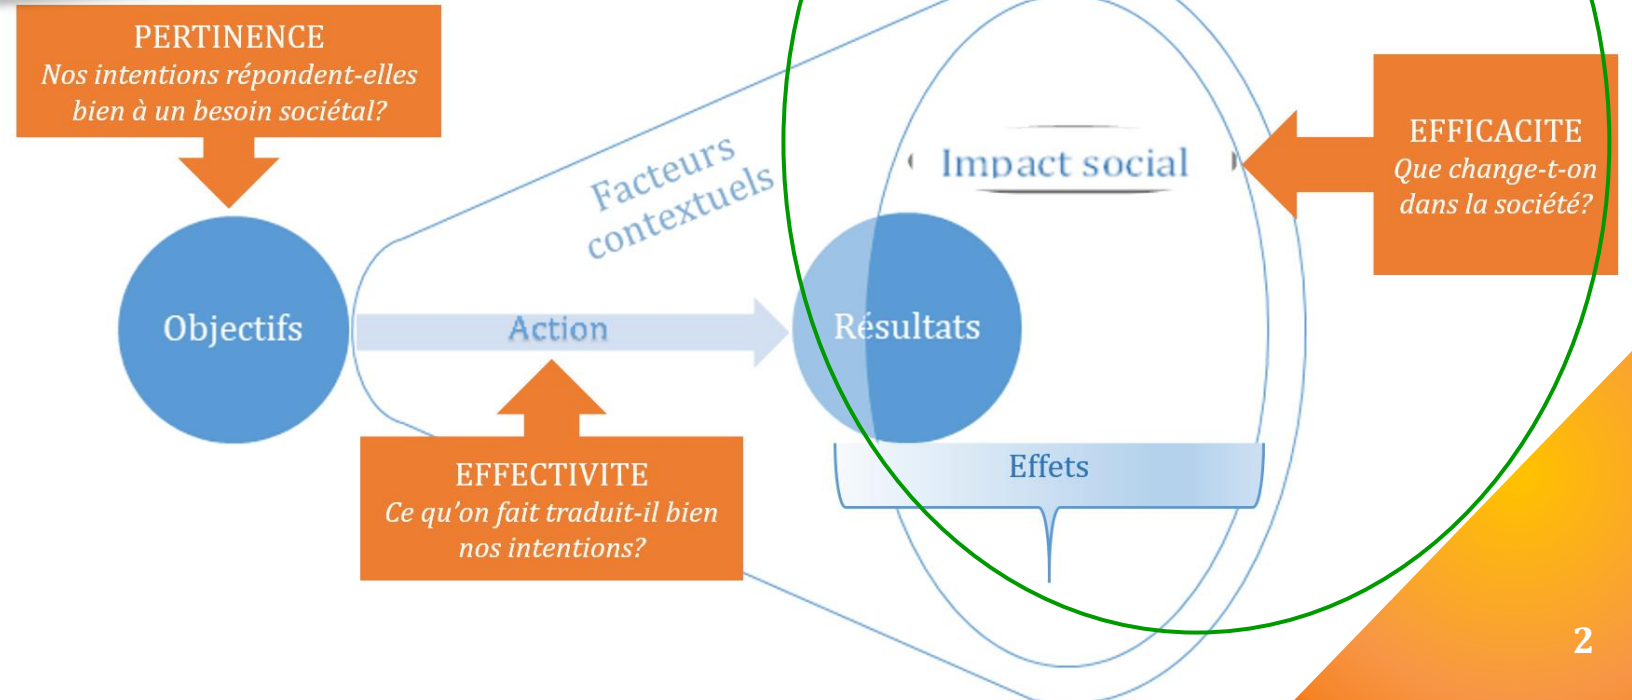 PERTINENCE
Nos intentions répondent-elles
bien à un besoin sociétal?
Facteurs
contextuels
Impact social
EFFICACITE
Que change-t-on
dans la société?
Objectifs
Action
Résultats
EFFECTIVITE
Ce qu'on fait traduit-il bien
nos intentions?
Effets
2